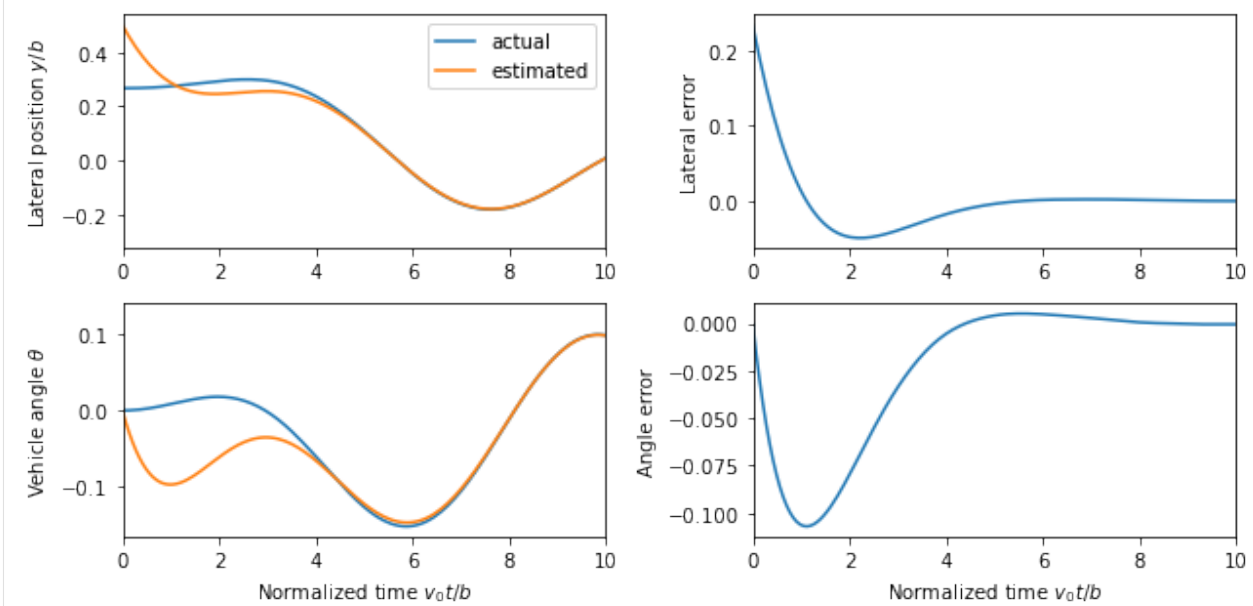 Lateral position y/b
0.4
0.2
0.0
−0.2
0 2 4 6 8 10
actual
estimated
Lateral error
0.2
0.1
0.0
0 2 4 6 8 10
Vehicle angle θ
0.1
0.0
−0.1
0 2 4 6 8 10
Normalized time v₀t/b
Angle error
0.000
−0.025
−0.050
−0.075
−0.100
0 2 4 6 8 10
Normalized time v₀t/b